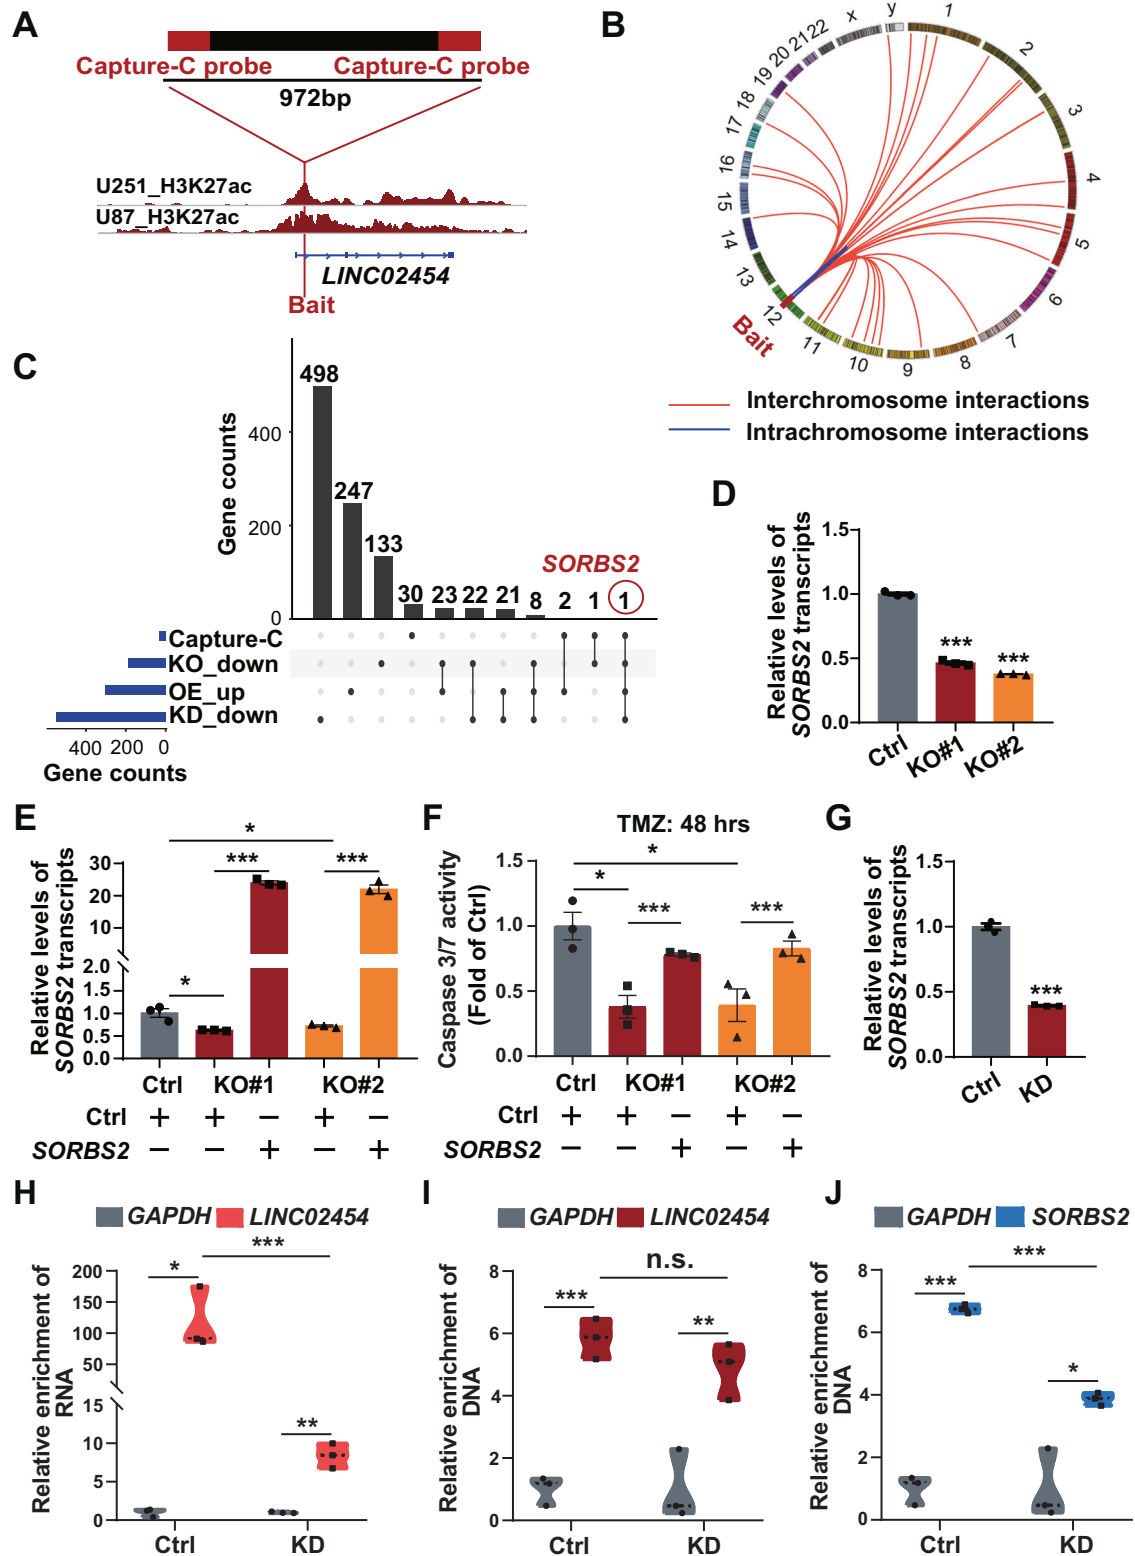 A
Capture-C probe Capture-C probe
972bp
U251_H3K27ac
U87_H3K27ac
LINC02454
Bait
B
1
2
3
4
5
6
7
8
9
10
11
12
13
14
15
16
17
18
19
20
21
22
x
y
Bait
Interchromosome interactions
Intrachromosome interactions
C
Gene counts
400
200
0
498
247
133
30
23
22
21
8
2
1
1
SORBS2
Capture-C
KO_down
OE_up
KD_down
400 200 0
Gene counts
D
Relative levels of
SORBS2 transcripts
1.5
1.0
0.5
0.0
***
***
Ctrl
KO#1
KO#2
E
Relative levels of
SORBS2 transcripts
30
20
10
2.0
1.5
1.0
0.5
0.0
*
***
***
*
Ctrl KO#1 KO#2
Ctrl + + − + −
SORBS2 − − + − +
F
TMZ: 48 hrs
Caspase 3/7 activity
(Fold of Ctrl)
1.5
1.0
0.5
0.0
*
*
***
***
Ctrl KO#1 KO#2
Ctrl + + − + −
SORBS2 − − + − +
G
Relative levels of
SORBS2 transcripts
1.5
1.0
0.5
0.0
***
Ctrl
KD
H
GAPDH LINC02454
Relative enrichment of
RNA
200
150
100
50
15
10
5
0
***
*
**
Ctrl KD
I
GAPDH LINC02454
Relative enrichment of
DNA
8
6
4
2
0
n.s.
***
**
Ctrl KD
J
GAPDH SORBS2
Relative enrichment of
DNA
8
6
4
2
0
***
***
*
Ctrl KD